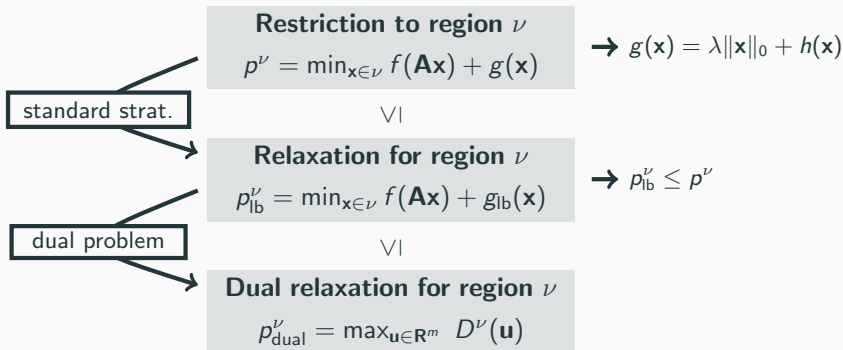 Restriction to region ν
p^ν = min_{x∈ν} f(Ax) + g(x)
→ g(x) = λ‖x‖₀ + h(x)
standard strat.
≥
Relaxation for region ν
p^ν_lb = min_{x∈ν} f(Ax) + g_lb(x)
→ p^ν_lb ≤ p^ν
dual problem
≥
Dual relaxation for region ν
p^ν_dual = max_{u∈R^m} D^ν(u)